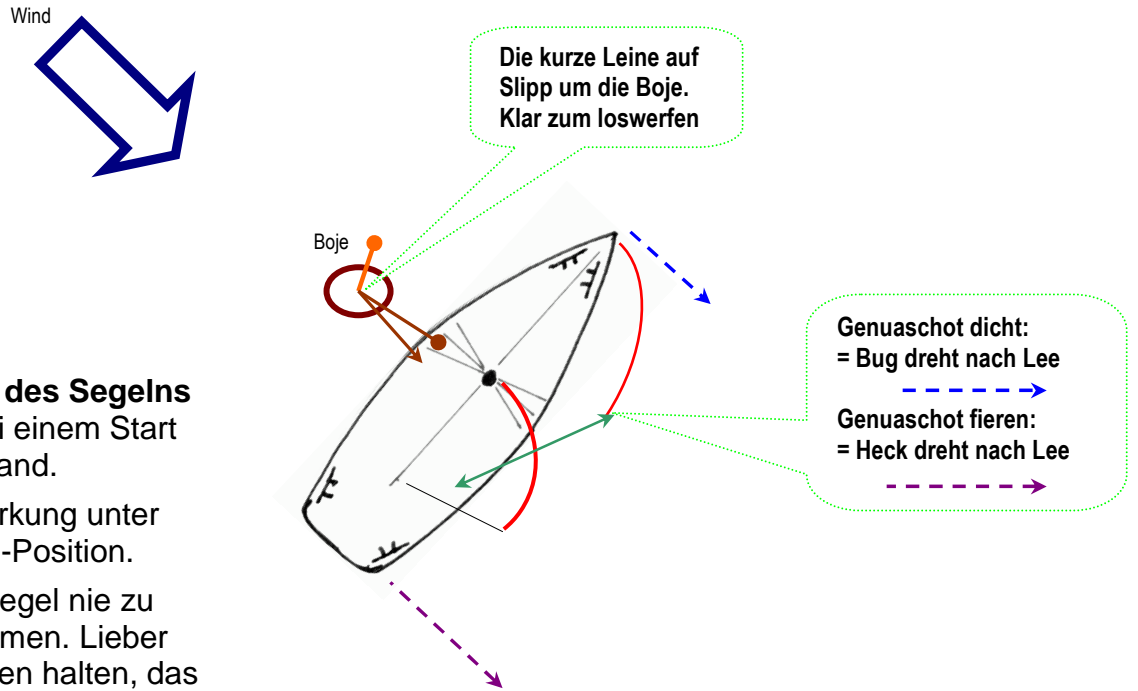 Wind
Die kurze Leine auf
Slipp um die Boje.
Klar zum loswerfen
Boje
Genuaschot dicht:
= Bug dreht nach Lee
Genuaschot fieren:
= Heck dreht nach Lee
des Segelns
i einem Start
and.
rkung unter
-Position.
egel nie zu
men. Lieber
en halten, das